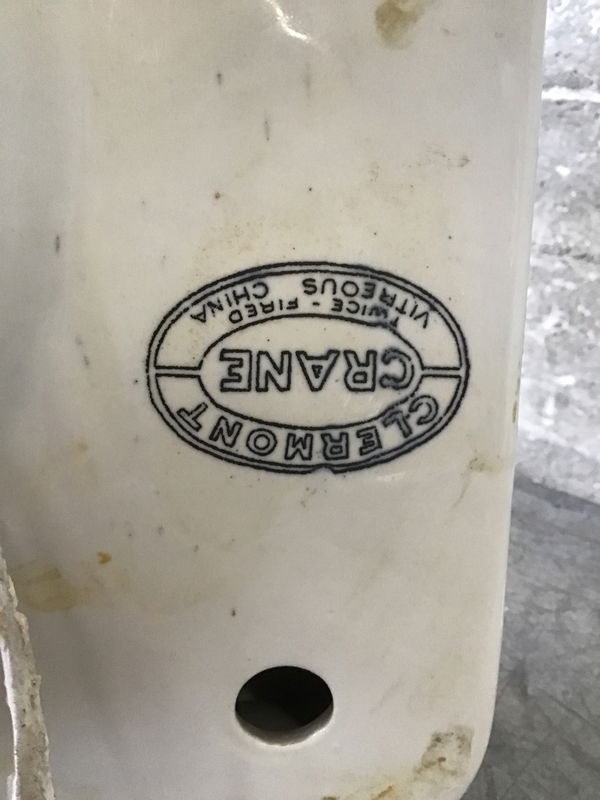 CLERMONT
CRANE
TWICE - FIRED
VITREOUS CHINA